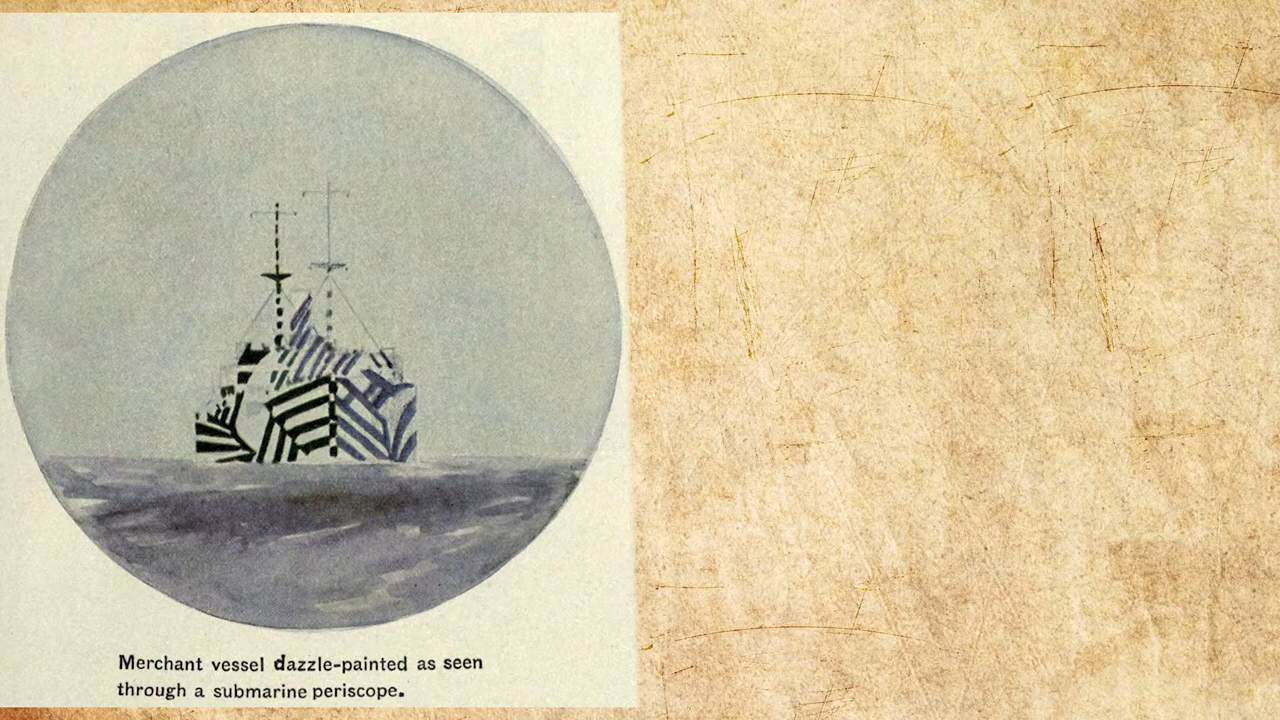 Merchant vessel dazzle-painted as seen
through a submarine periscope.